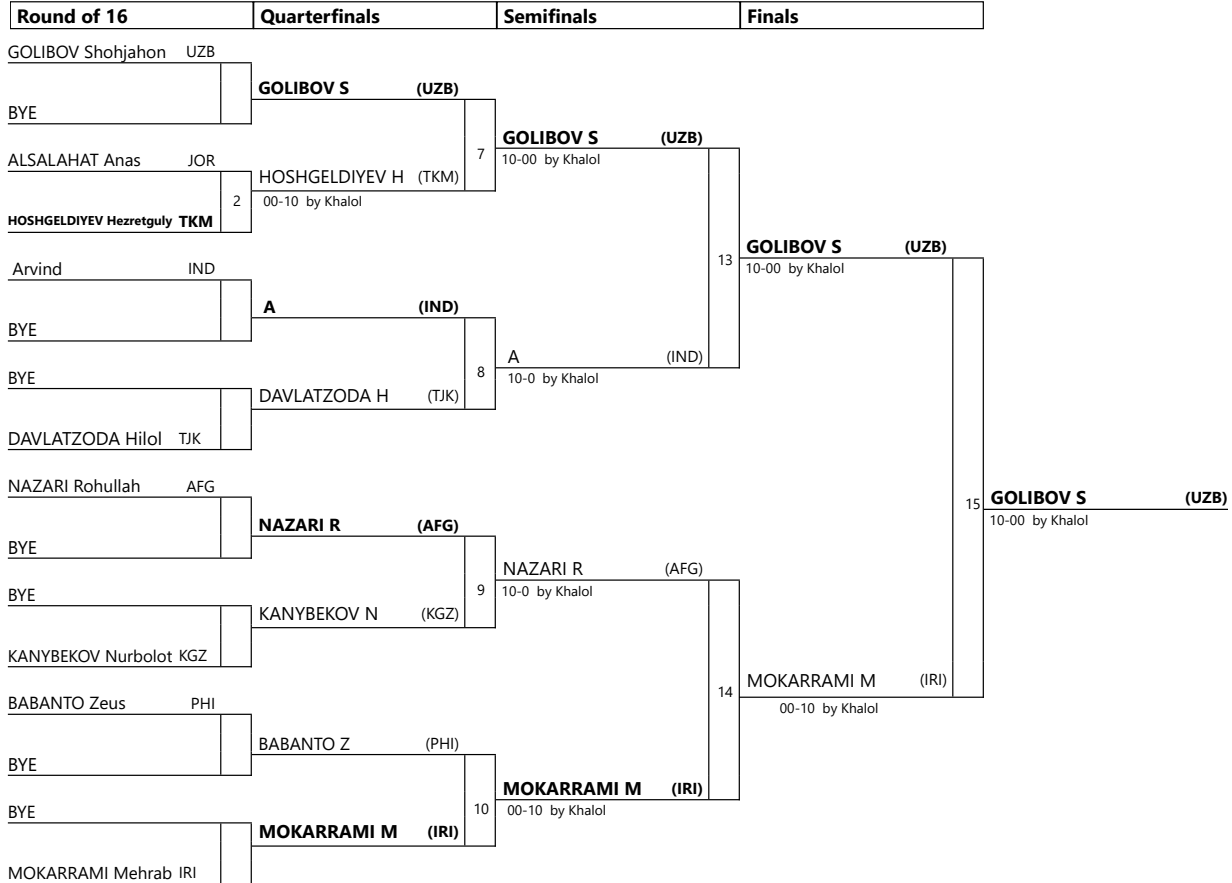 Round of 16 Quarterfinals Semifinals Finals
GOLIBOV Shohjahon UZB
GOLIBOV S (UZB)
BYE
GOLIBOV S (UZB)
7
10-00 by Khalol
ALSALAHAT Anas JOR
HOSHGELDIYEV H (TKM)
2
00-10 by Khalol
HOSHGELDIYEV Hezretguly TKM
GOLIBOV S (UZB)
13
10-00 by Khalol
Arvind IND
A (IND)
BYE
A (IND)
8
10-0 by Khalol
BYE
DAVLATZODA H (TJK)
DAVLATZODA Hilol TJK
NAZARI Rohullah AFG
GOLIBOV S (UZB)
15
10-00 by Khalol
NAZARI R (AFG)
BYE
NAZARI R (AFG)
9
10-0 by Khalol
BYE
KANYBEKOV N (KGZ)
KANYBEKOV Nurbolot KGZ
MOKARRAMI M (IRI)
14
00-10 by Khalol
BABANTO Zeus PHI
BABANTO Z (PHI)
BYE
MOKARRAMI M (IRI)
10
00-10 by Khalol
BYE
MOKARRAMI M (IRI)
MOKARRAMI Mehrab IRI